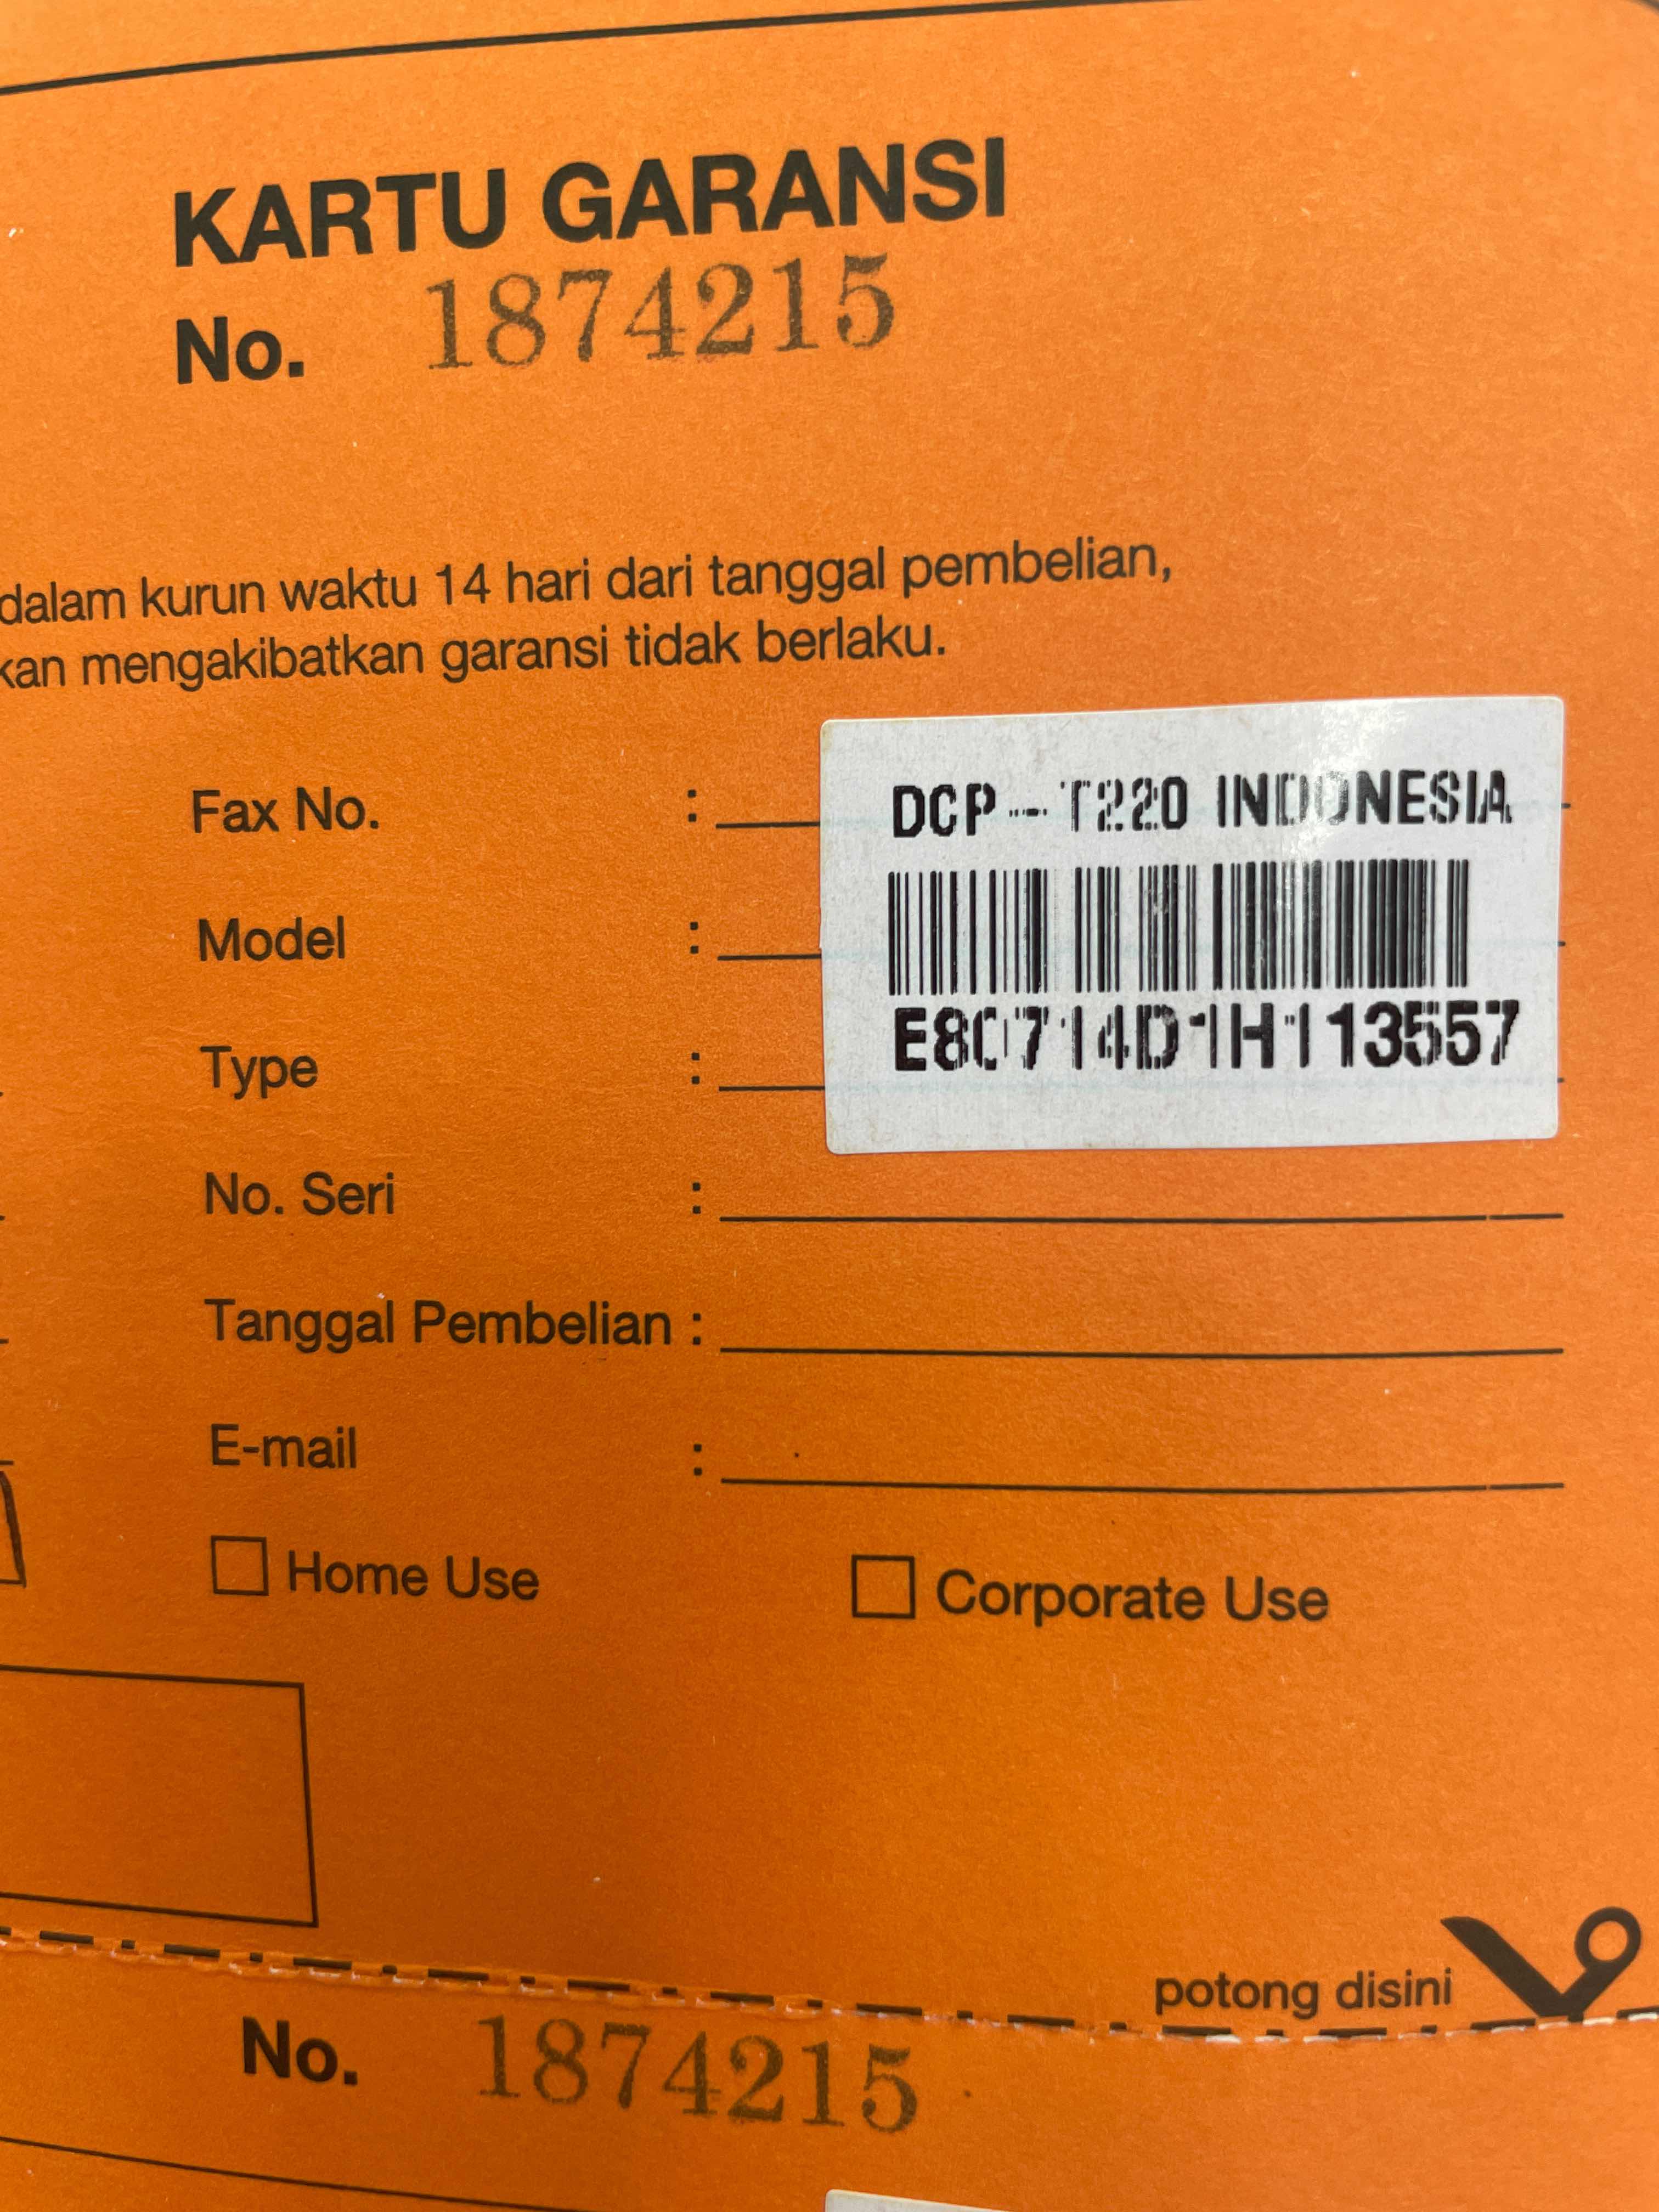 KARTU GARANSI
No. 1874215
dalam kurun waktu 14 hari dari tanggal pembelian,
kan mengakibatkan garansi tidak berlaku.
Fax No. :
DCP-T220 INDONESIA
Model :
E80714D1H113557
Type :
No. Seri :
Tanggal Pembelian :
E-mail :
Home Use
Corporate Use
potong disini
No. 1874215